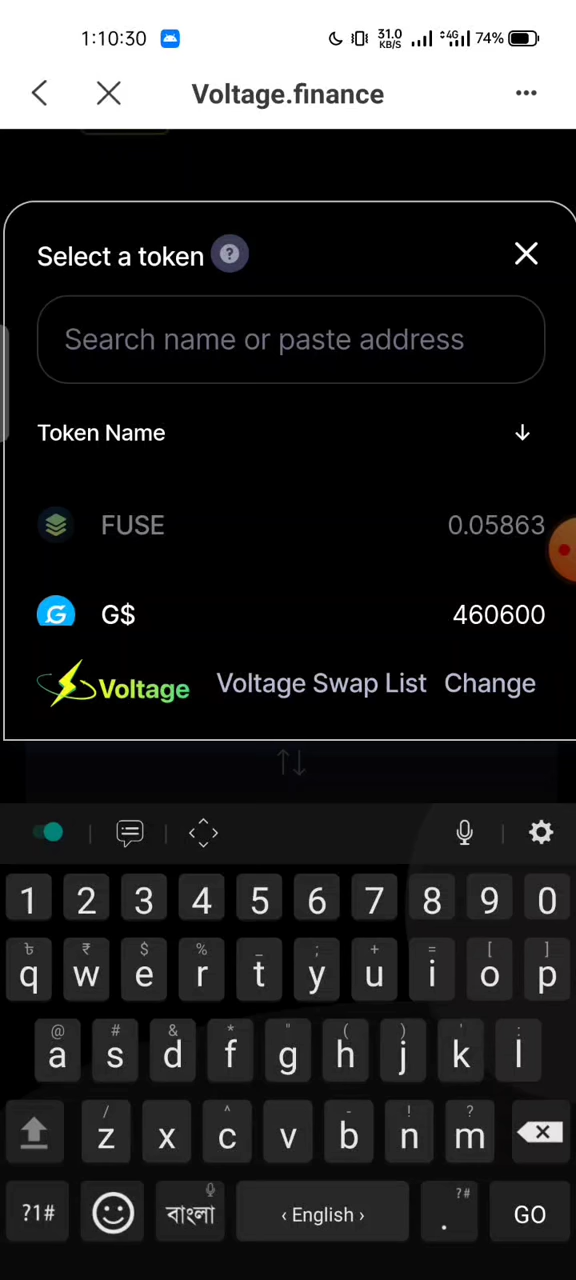 1:10:30 31.0 KB/S 4G 74%
Voltage.finance
Select a token ?
Search name or paste address
Token Name
FUSE 0.05863
G G$ 460600
Voltage Voltage Swap List Change
1 2 3 4 5 6 7 8 9 0
৳ ₹ $ % _ ; + = [ ]
q w e r t y u i o p
@ # & * " ( ) ' :
a s d f g h j k l
/ ^ - ! ?
z x c v b n m
?1# বাংলা ‹ English › ?# . GO